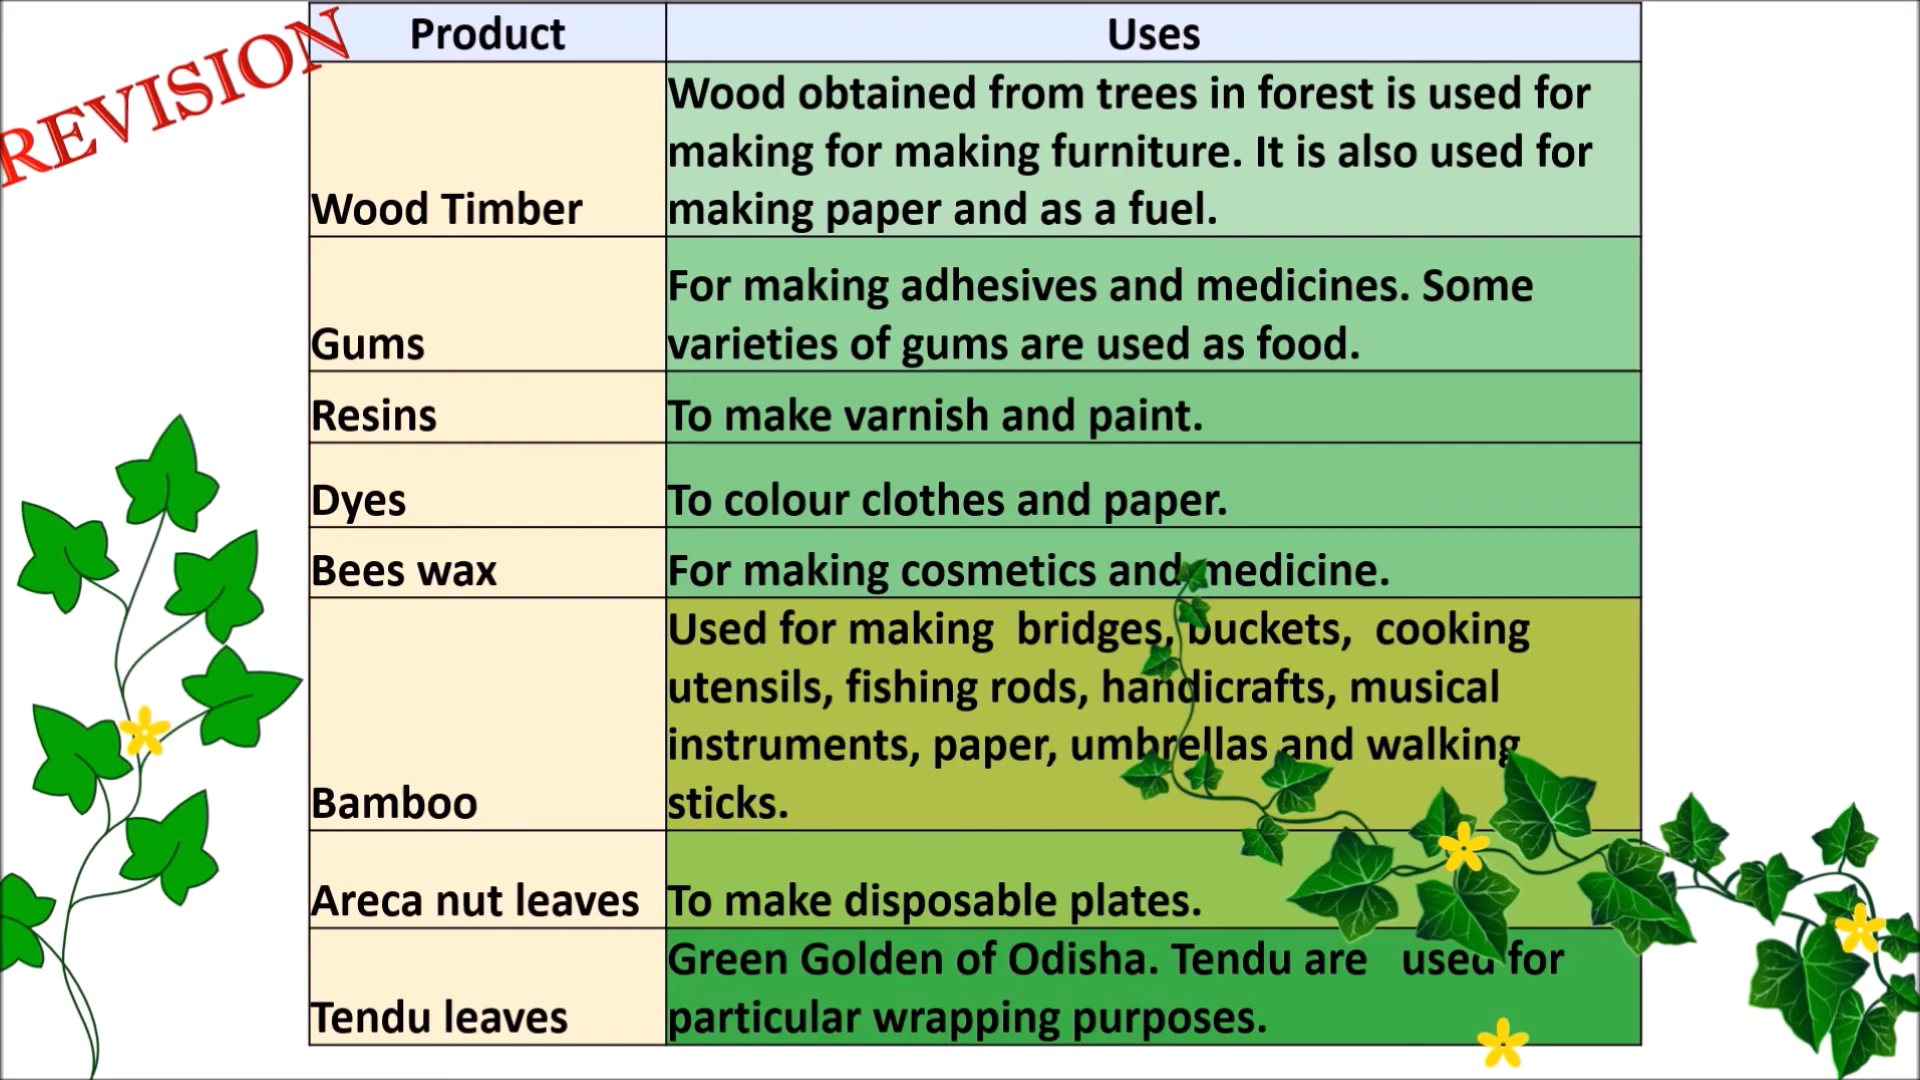 REVISION
Product Uses
Wood obtained from trees in forest is used for
making for making furniture. It is also used for
Wood Timber making paper and as a fuel.
For making adhesives and medicines. Some
Gums varieties of gums are used as food.
Resins To make varnish and paint.
Dyes To colour clothes and paper.
Bees wax For making cosmetics and medicine.
Used for making bridges, buckets, cooking
utensils, fishing rods, handicrafts, musical
instruments, paper, umbrellas and walking
Bamboo sticks.
Areca nut leaves To make disposable plates.
Green Golden of Odisha. Tendu are used for
Tendu leaves particular wrapping purposes.